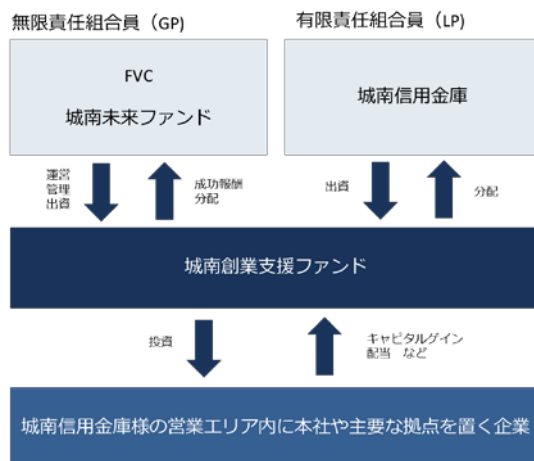 無限責任組合員（GP)
有限責任組合員（LP)
FVC
城南未来ファンド
城南信用金庫
運営
管理
出資
成功報酬
分配
出資
分配
城南創業支援ファンド
投資
キャピタルゲイン
配当　など
城南信用金庫様の営業エリア内に本社や主要な拠点を置く企業